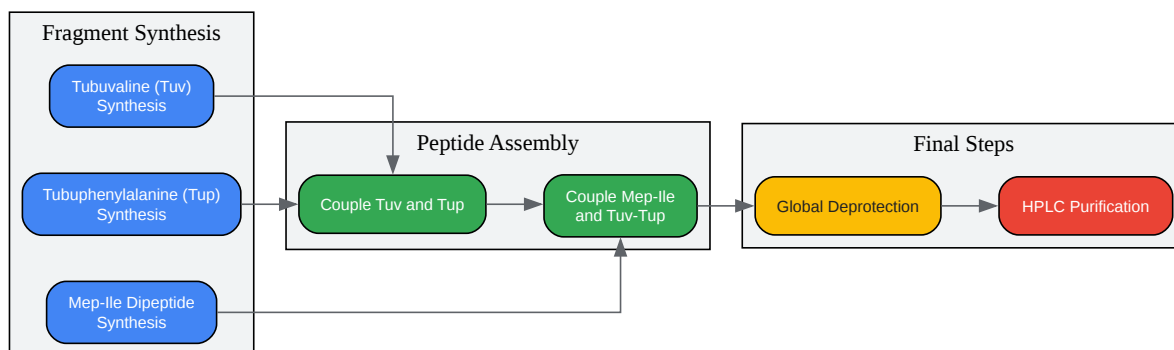 Fragment Synthesis
Tubuvaline (Tuv)
Synthesis
Tubuphenylalanine (Tup)
Synthesis
Mep-Ile Dipeptide
Synthesis
Peptide Assembly
Couple Tuv and Tup
Couple Mep-Ile
and Tuv-Tup
Final Steps
Global Deprotection
HPLC Purification